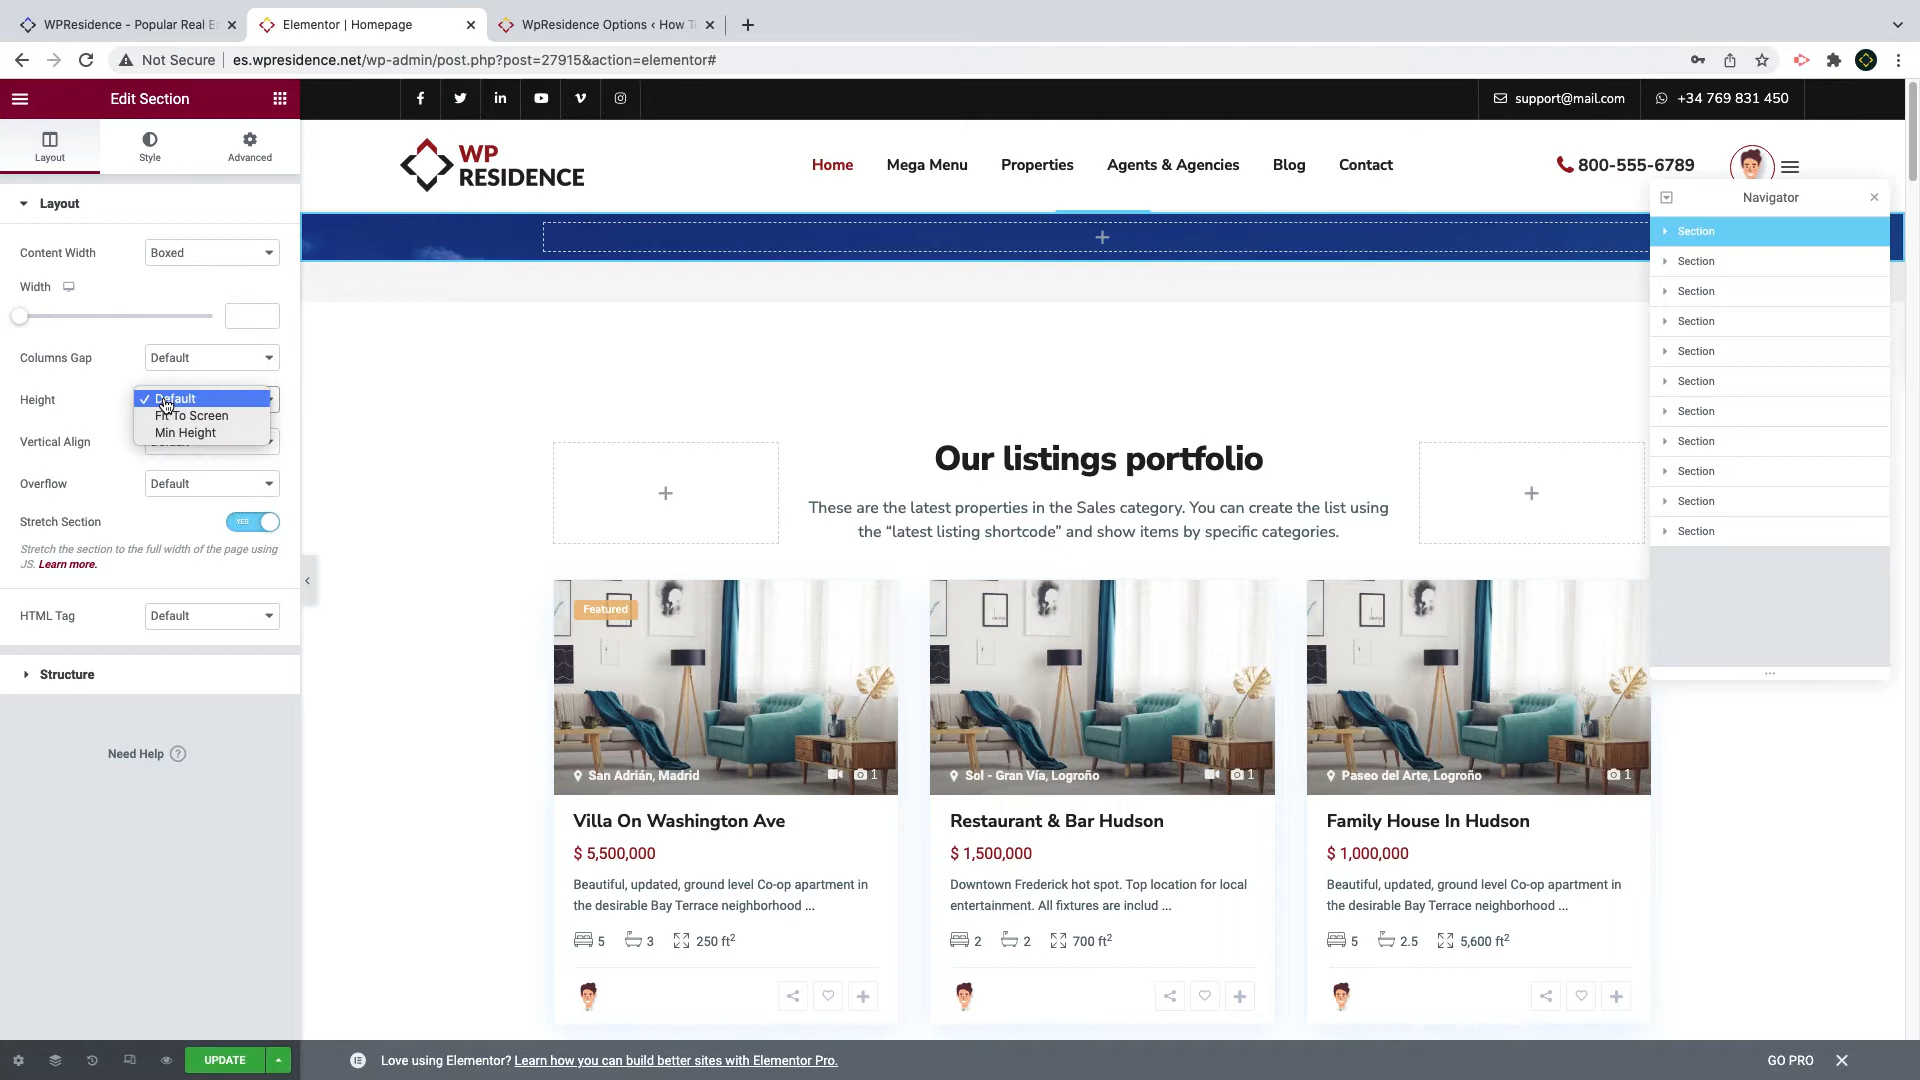 WPResidence - Popular Real Es
Elementor | Homepage
WpResidence Options ‹ How T
Not Secure
es.wpresidence.net/wp-admin/post.php?post=27915&action=elementor#
Edit Section
support@mail.com
+34 769 831 450
Layout
Style
Advanced
WP
RESIDENCE
Home
Mega Menu
Properties
Agents & Agencies
Blog
Contact
800-555-6789
Navigator
Layout
Section
Section
Section
Section
Section
Section
Section
Section
Section
Section
Section
Content Width
Boxed
Width
Columns Gap
Default
Height
Default
Fit To Screen
Min Height
Vertical Align
Overflow
Default
Stretch Section
YES
Stretch the section to the full width of the page using
JS. Learn more.
HTML Tag
Default
Structure
Need Help
Our listings portfolio
These are the latest properties in the Sales category. You can create the list using
the “latest listing shortcode” and show items by specific categories.
Featured
San Adrián, Madrid
1
Villa On Washington Ave
$ 5,500,000
Beautiful, updated, ground level Co-op apartment in
the desirable Bay Terrace neighborhood ...
5
3
250 ft²
Sol - Gran Vía, Logroño
1
Restaurant & Bar Hudson
$ 1,500,000
Downtown Frederick hot spot. Top location for local
entertainment. All fixtures are includ ...
2
2
700 ft²
Paseo del Arte, Logroño
1
Family House In Hudson
$ 1,000,000
Beautiful, updated, ground level Co-op apartment in
the desirable Bay Terrace neighborhood ...
5
2.5
5,600 ft²
UPDATE
Love using Elementor? Learn how you can build better sites with Elementor Pro.
GO PRO